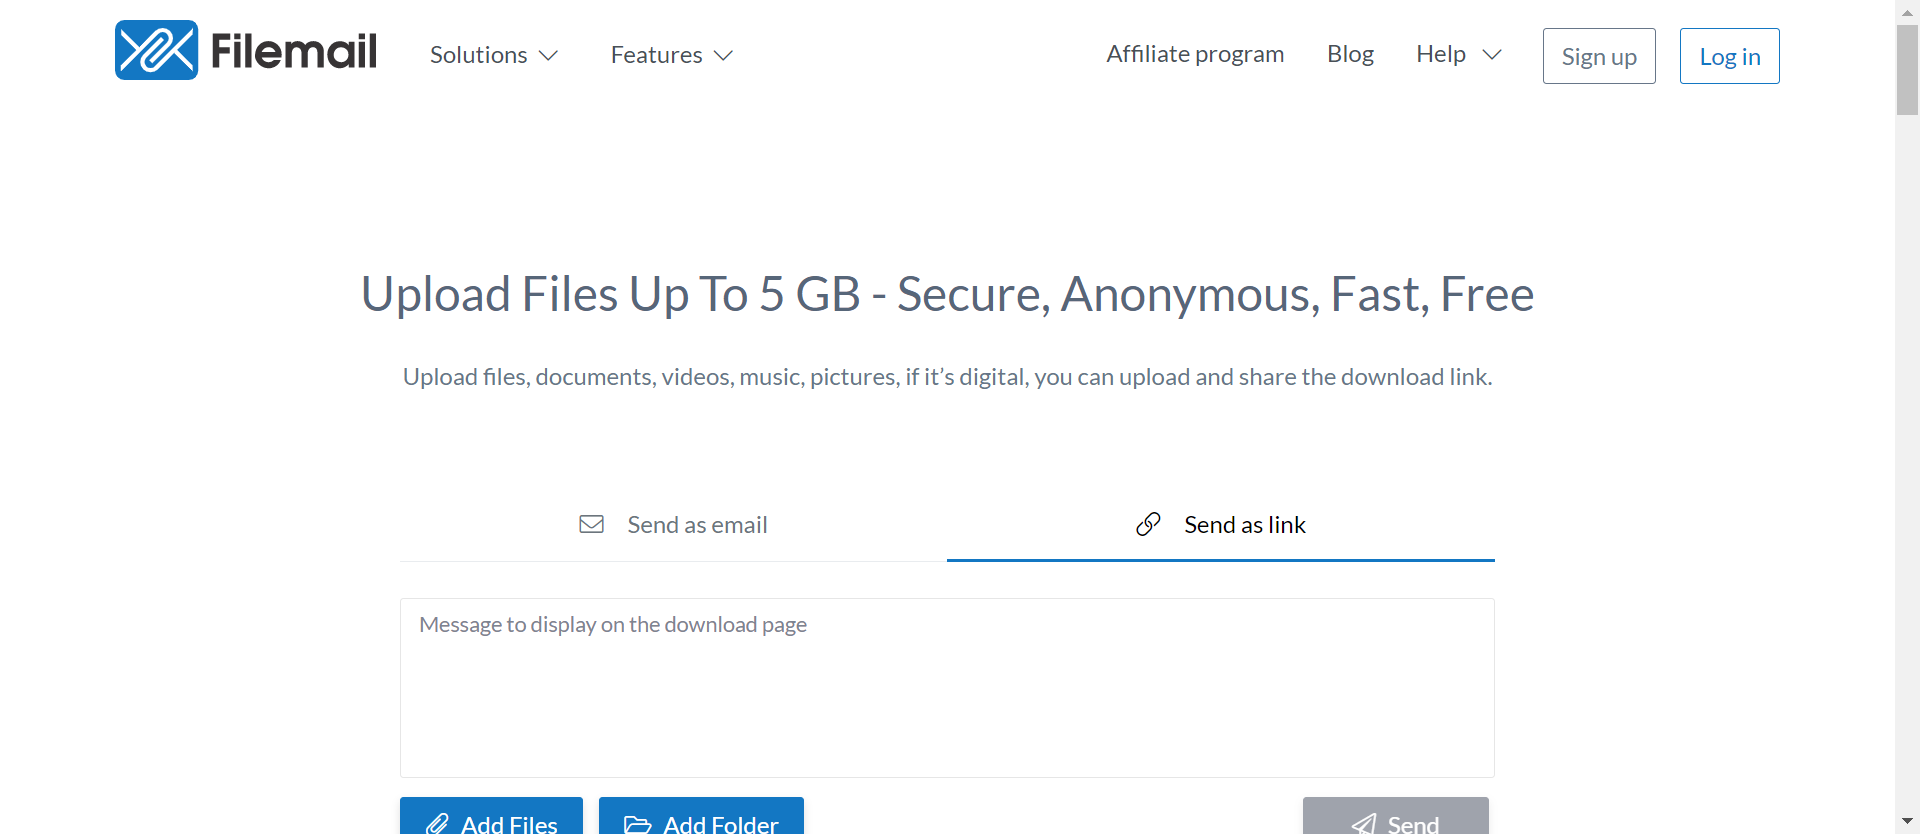 Filemail
Solutions
Features
Affiliate program
Blog
Help
Sign up
Log in
Upload Files Up To 5 GB - Secure, Anonymous, Fast, Free
Upload files, documents, videos, music, pictures, if it’s digital, you can upload and share the download link.
Send as email
Send as link
Message to display on the download page
Add Files
Add Folder
Send